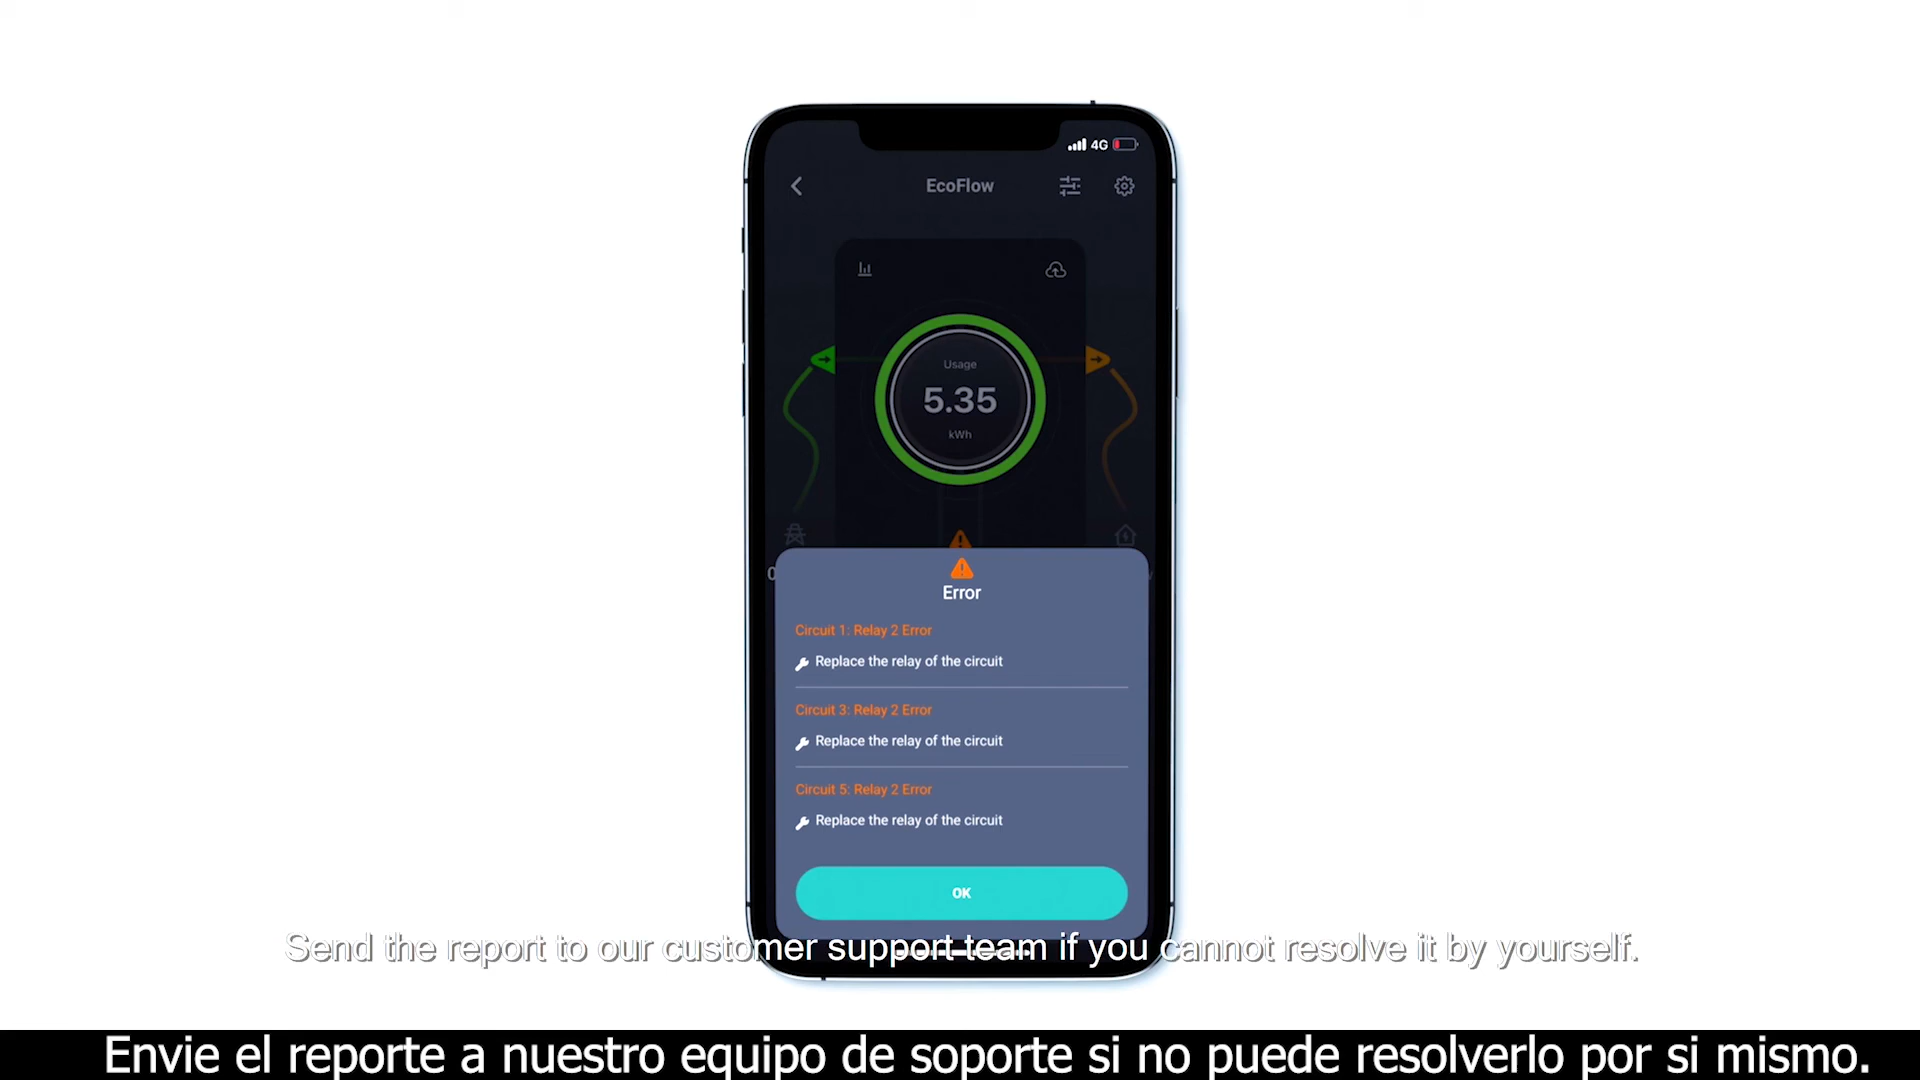 4G
EcoFlow
Usage
5.35
kWh
0
Error
Circuit 1: Relay 2 Error
Replace the relay of the circuit
Circuit 3: Relay 2 Error
Replace the relay of the circuit
Circuit 5: Relay 2 Error
Replace the relay of the circuit
OK
Send the report to our customer support team if you cannot resolve it by yourself.
Envie el reporte a nuestro equipo de soporte si no puede resolverlo por si mismo.